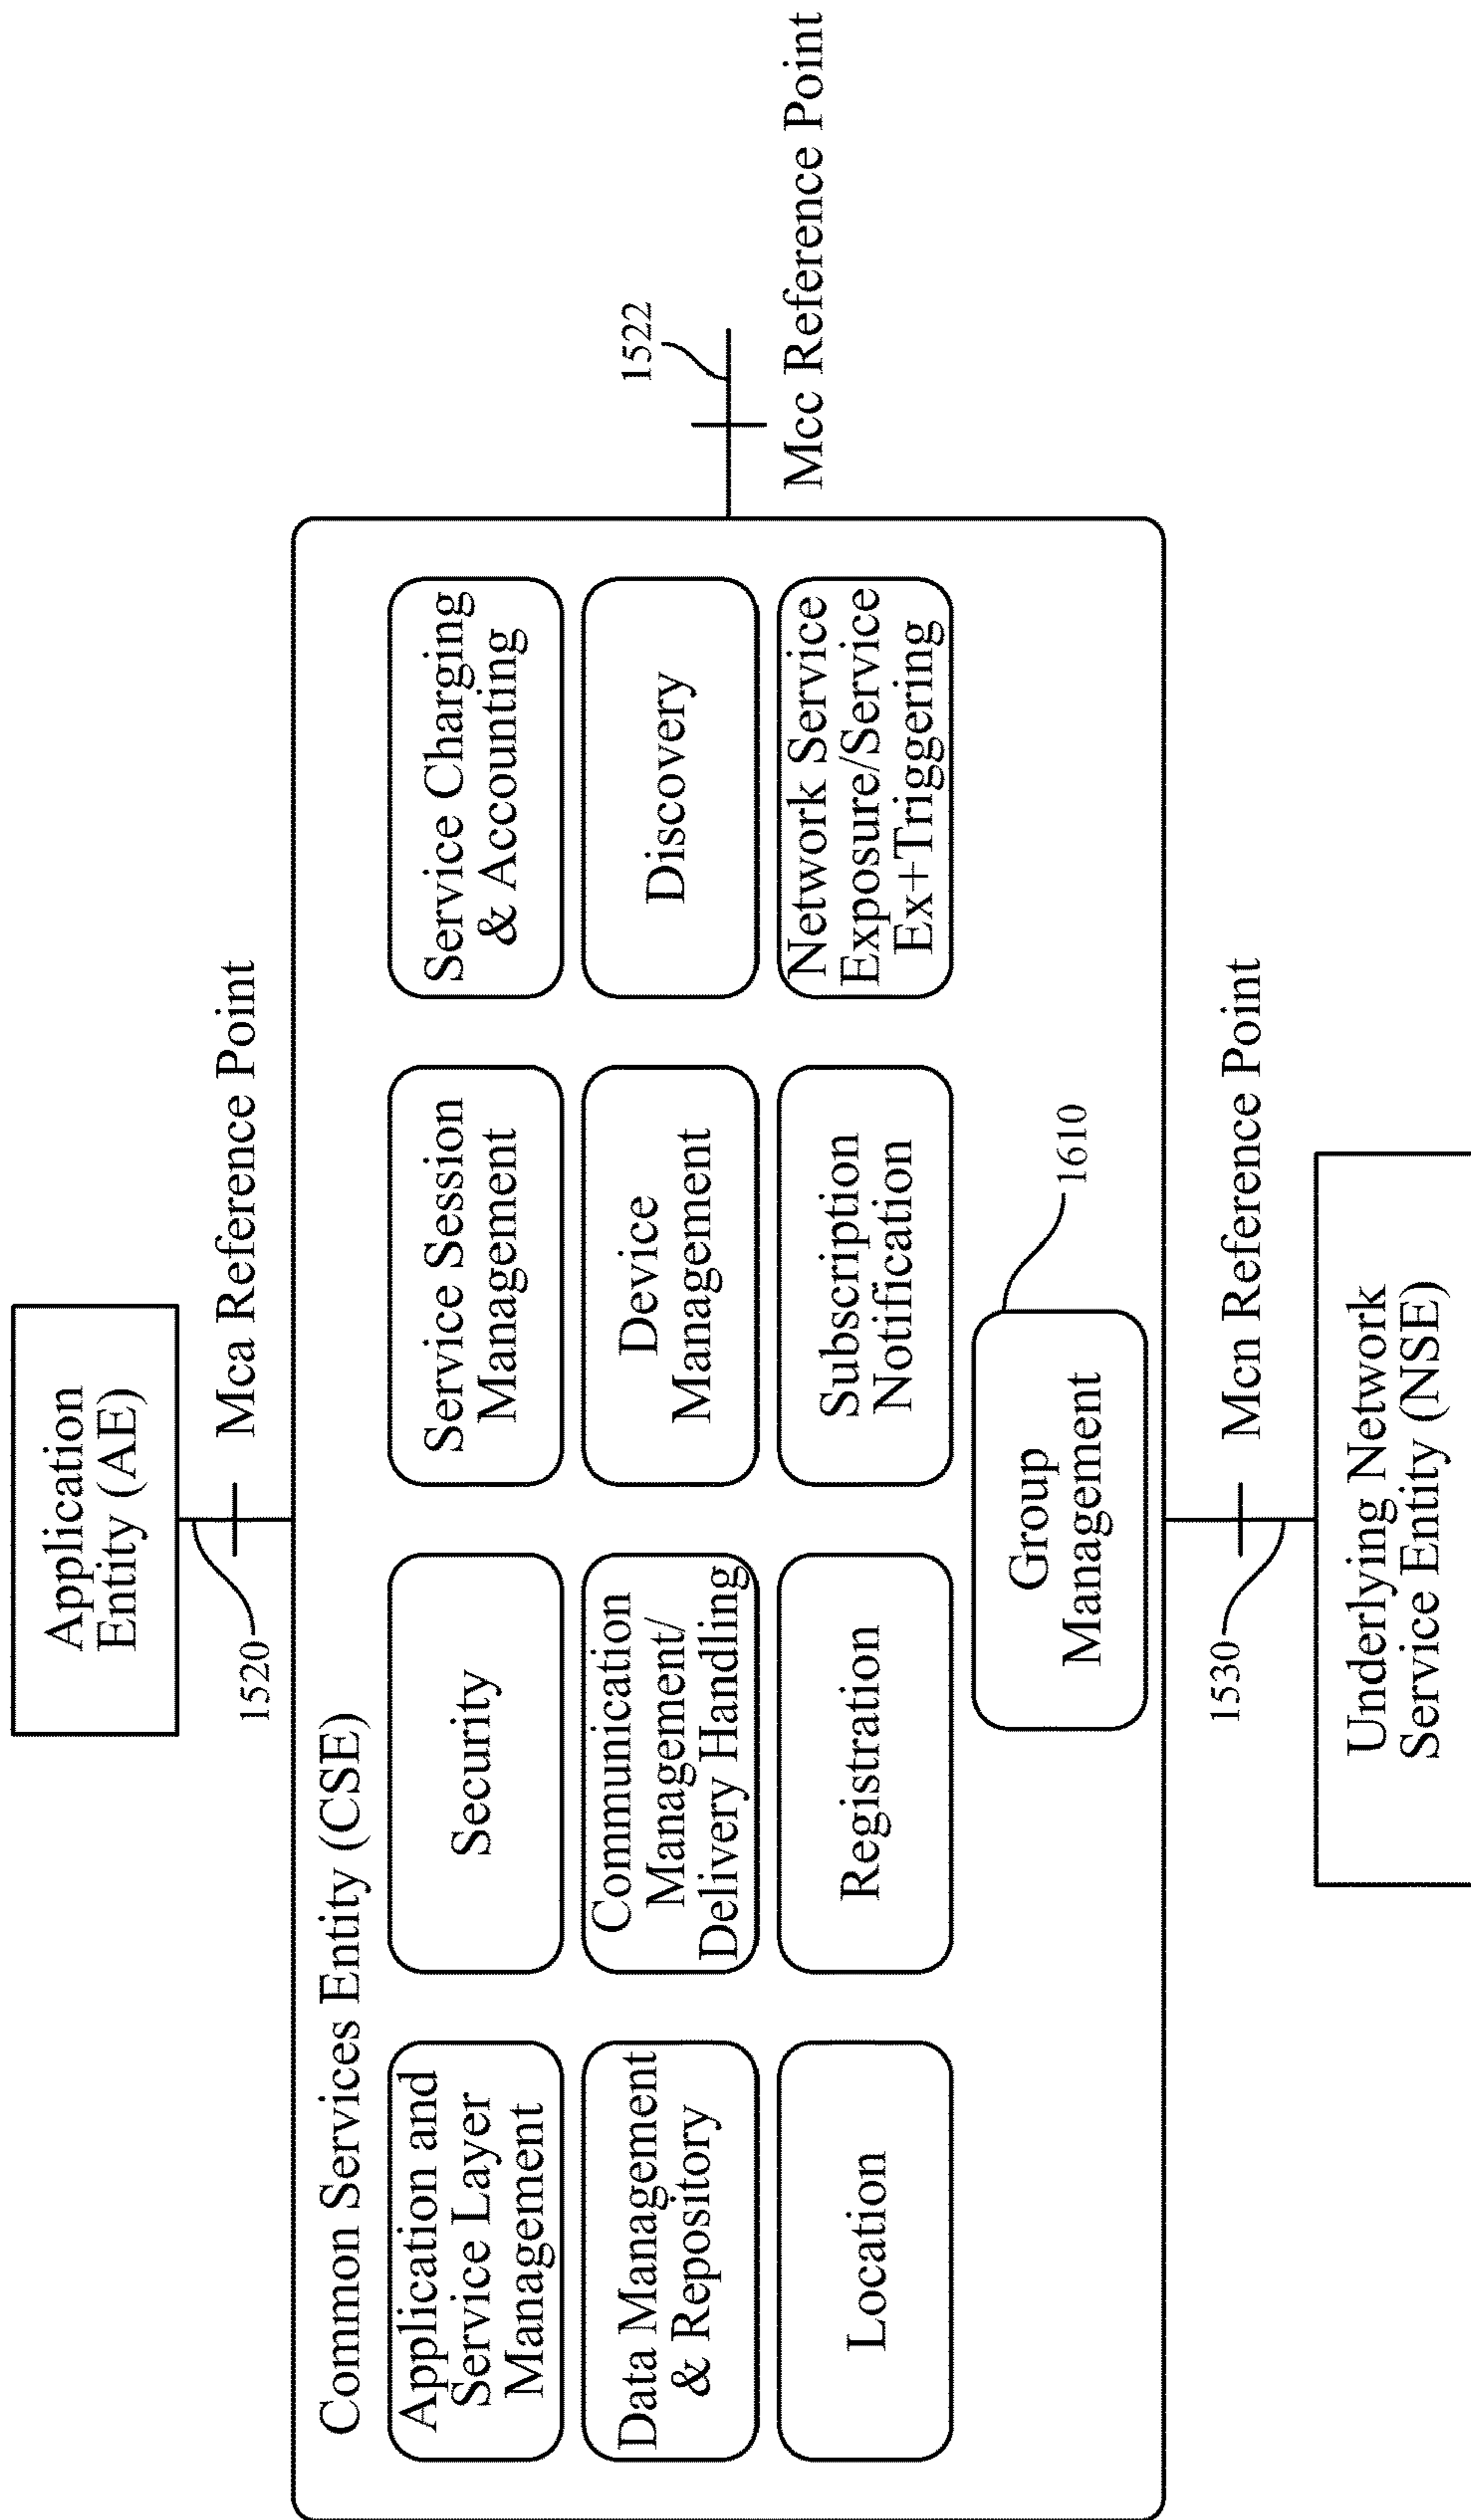 Application
Entity (AE)
1520
Mca Reference Point
Common Services Entity (CSE)
Application and
Service Layer
Management
Security
Service Session
Management
Service Charging
& Accounting
Data Management
& Repository
Communication
Management/
Delivery Handling
Device
Management
Discovery
Location
Registration
Subscription
Notification
Network Service
Exposure/Service
Ex+Triggering
Group
Management
1610
1522
Mcc Reference Point
1530
Mcn Reference Point
Underlying Network
Service Entity (NSE)